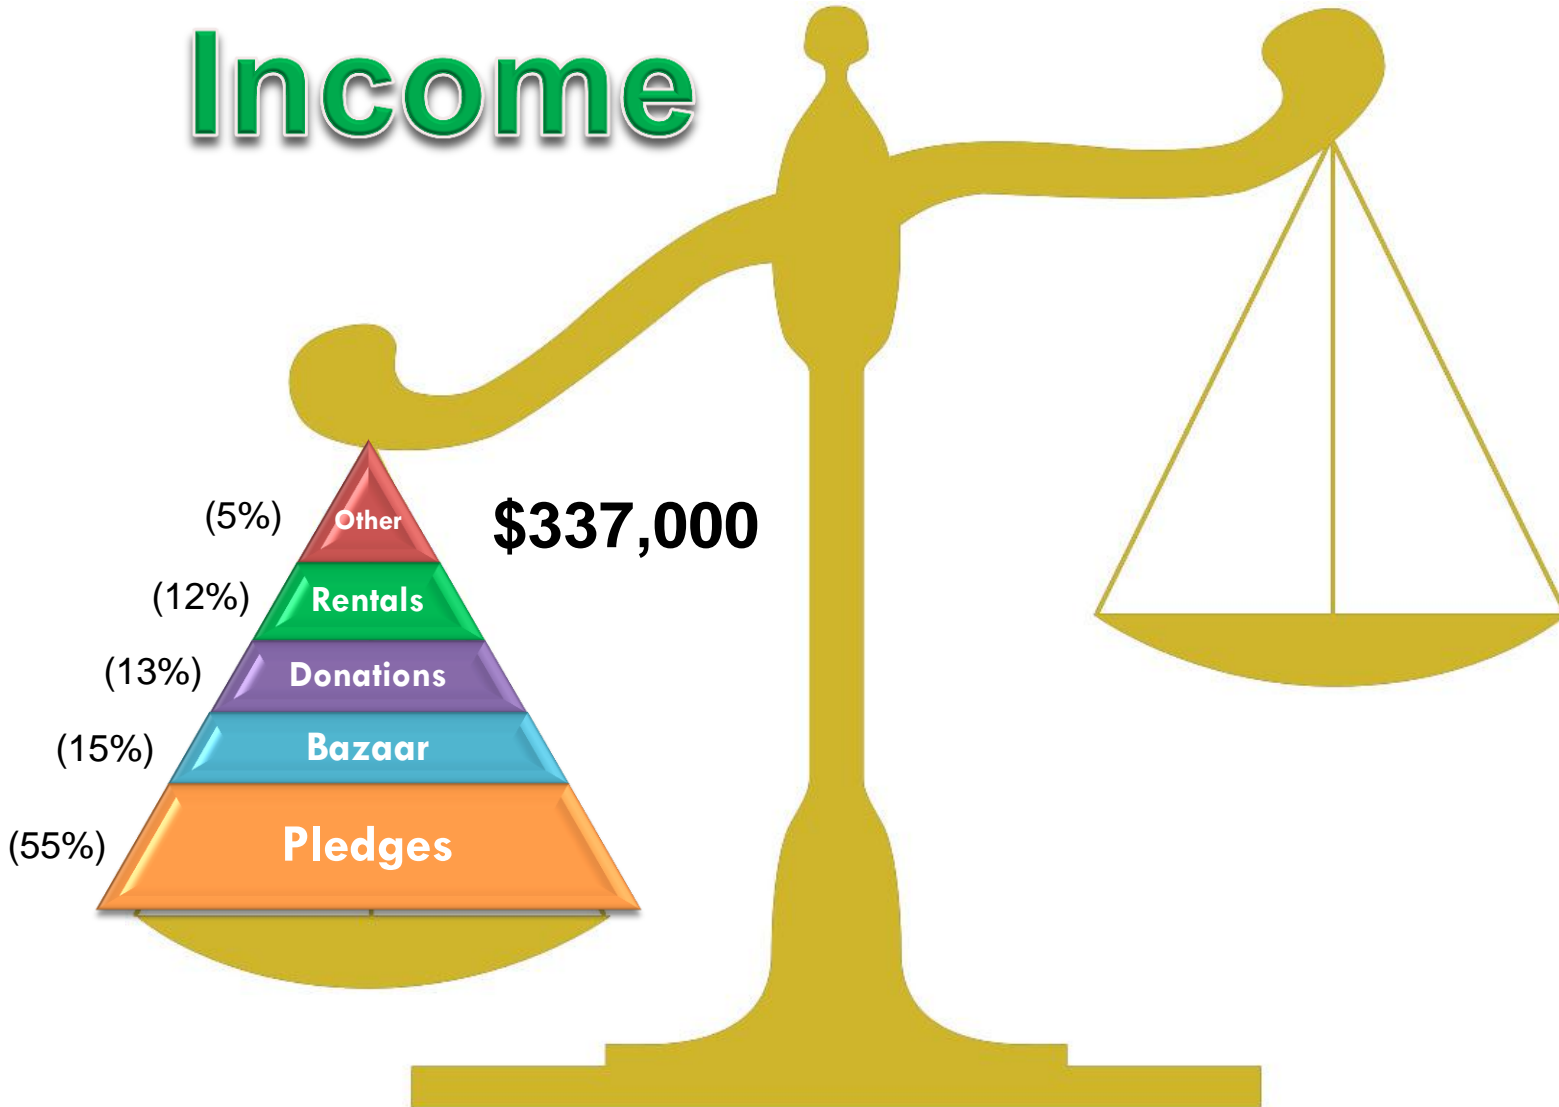 Income
(5%) Other $337,000
(12%) Rentals
(13%) Donations
(15%) Bazaar
(55%) Pledges